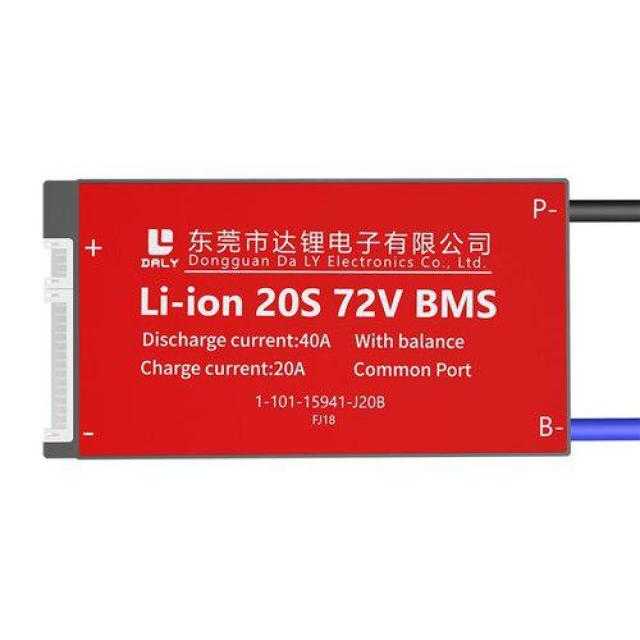 P-
+
DALY
东莞市达锂电子有限公司
Dongguan Da LY Electronics Co., Ltd.
Li-ion 20S 72V BMS
Discharge current:40A With balance
Charge current:20A Common Port
1-101-15941-J20B
FJ18
- B-